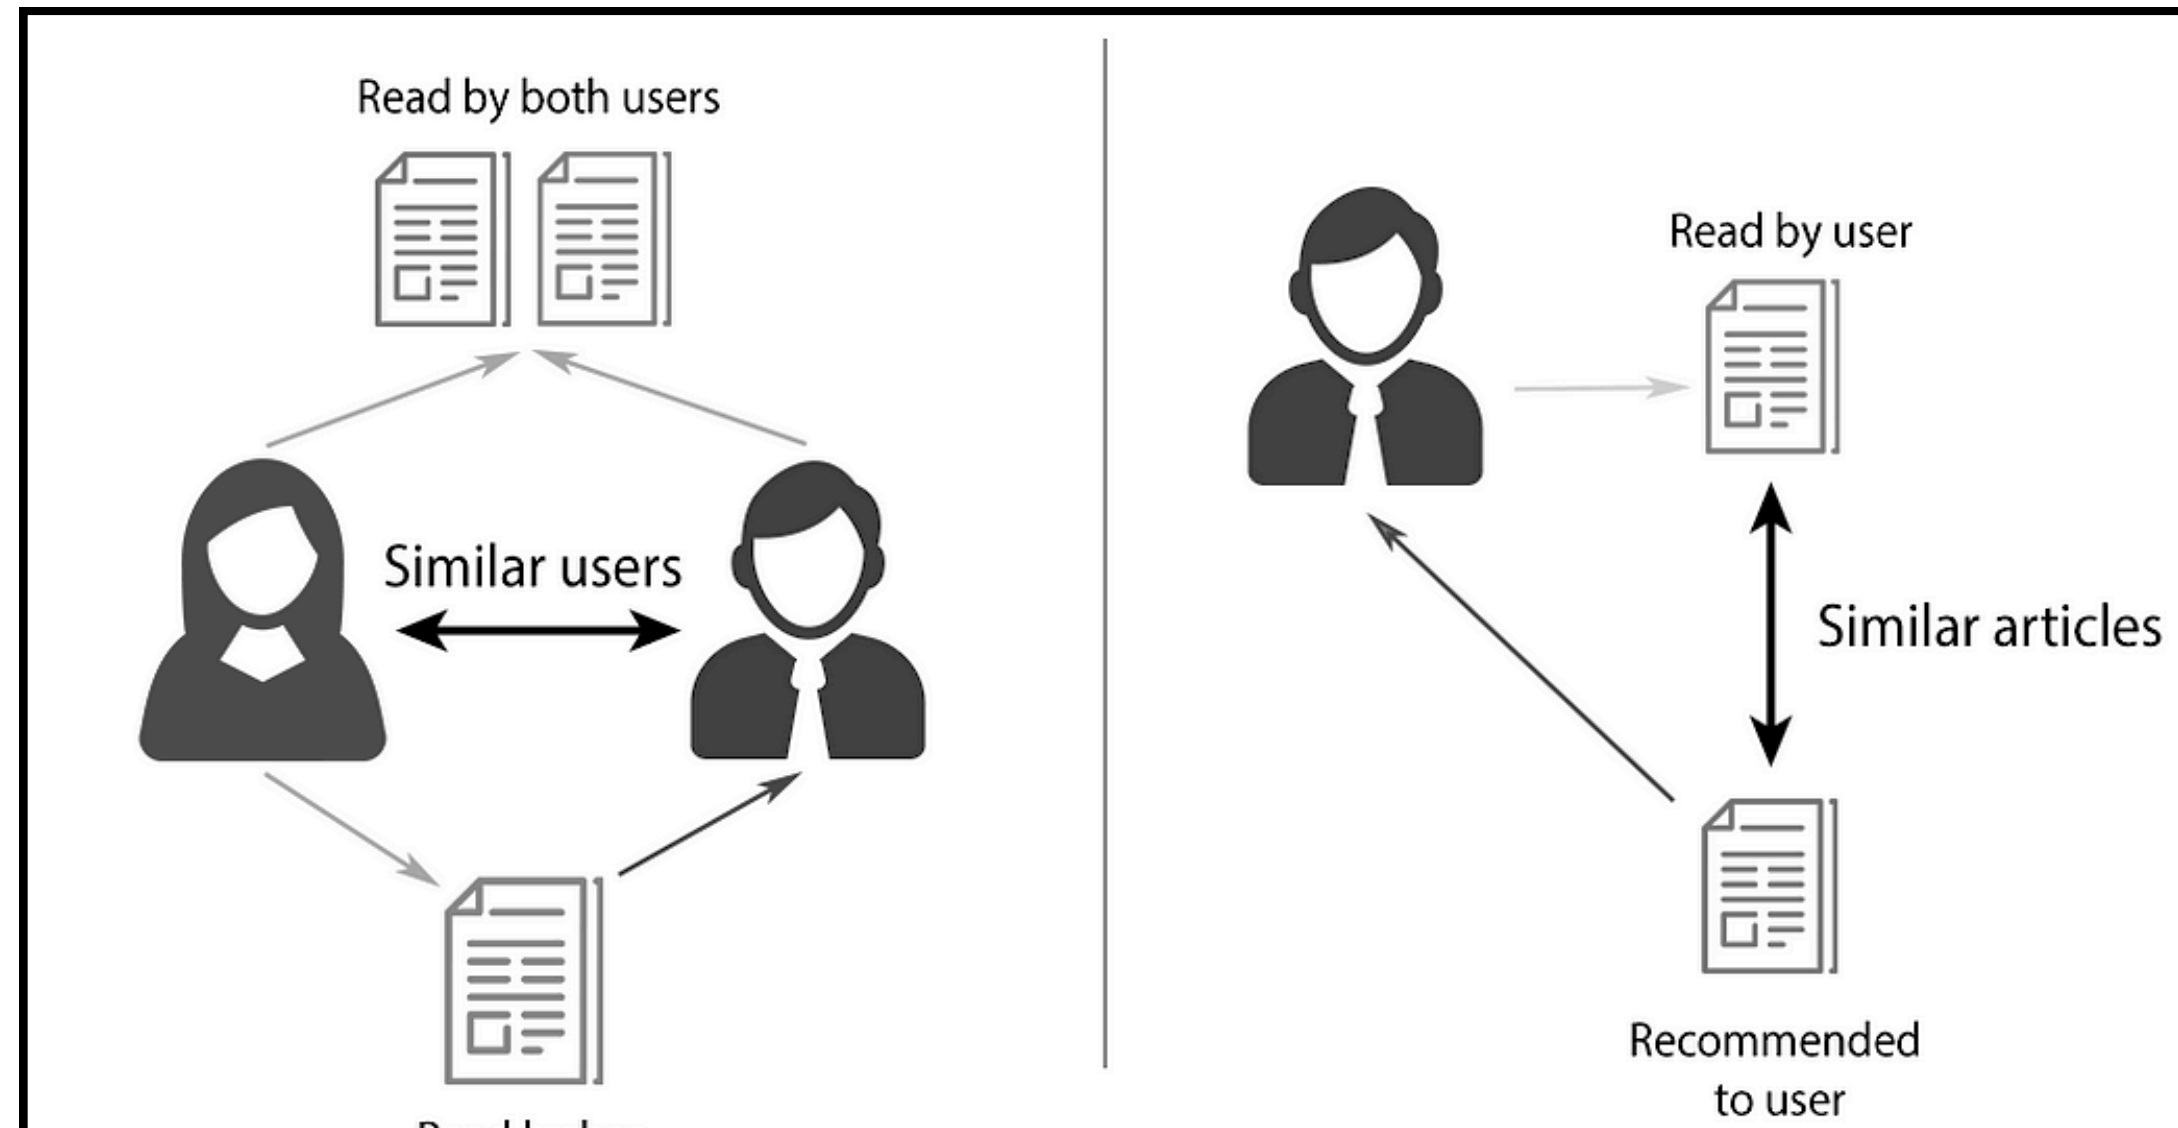 Read by both users
Similar users
Read by user
Similar articles
Recommended
to user